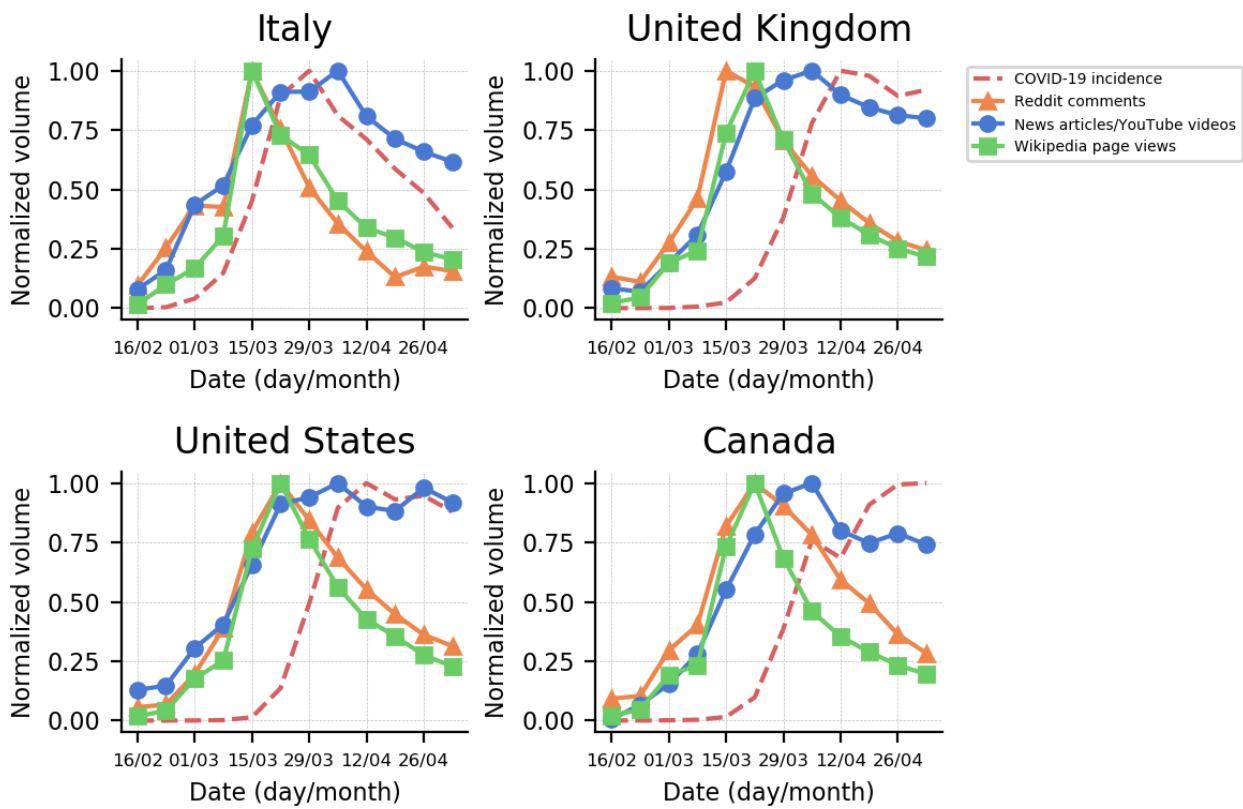 Italy
Normalized volume
1.00
0.75
0.50
0.25
0.00
16/02 01/03 15/03 29/03 12/04 26/04
Date (day/month)
United Kingdom
Normalized volume
1.00
0.75
0.50
0.25
0.00
16/02 01/03 15/03 29/03 12/04 26/04
Date (day/month)
COVID-19 incidence
Reddit comments
News articles/YouTube videos
Wikipedia page views
United States
Normalized volume
1.00
0.75
0.50
0.25
0.00
16/02 01/03 15/03 29/03 12/04 26/04
Date (day/month)
Canada
Normalized volume
1.00
0.75
0.50
0.25
0.00
16/02 01/03 15/03 29/03 12/04 26/04
Date (day/month)